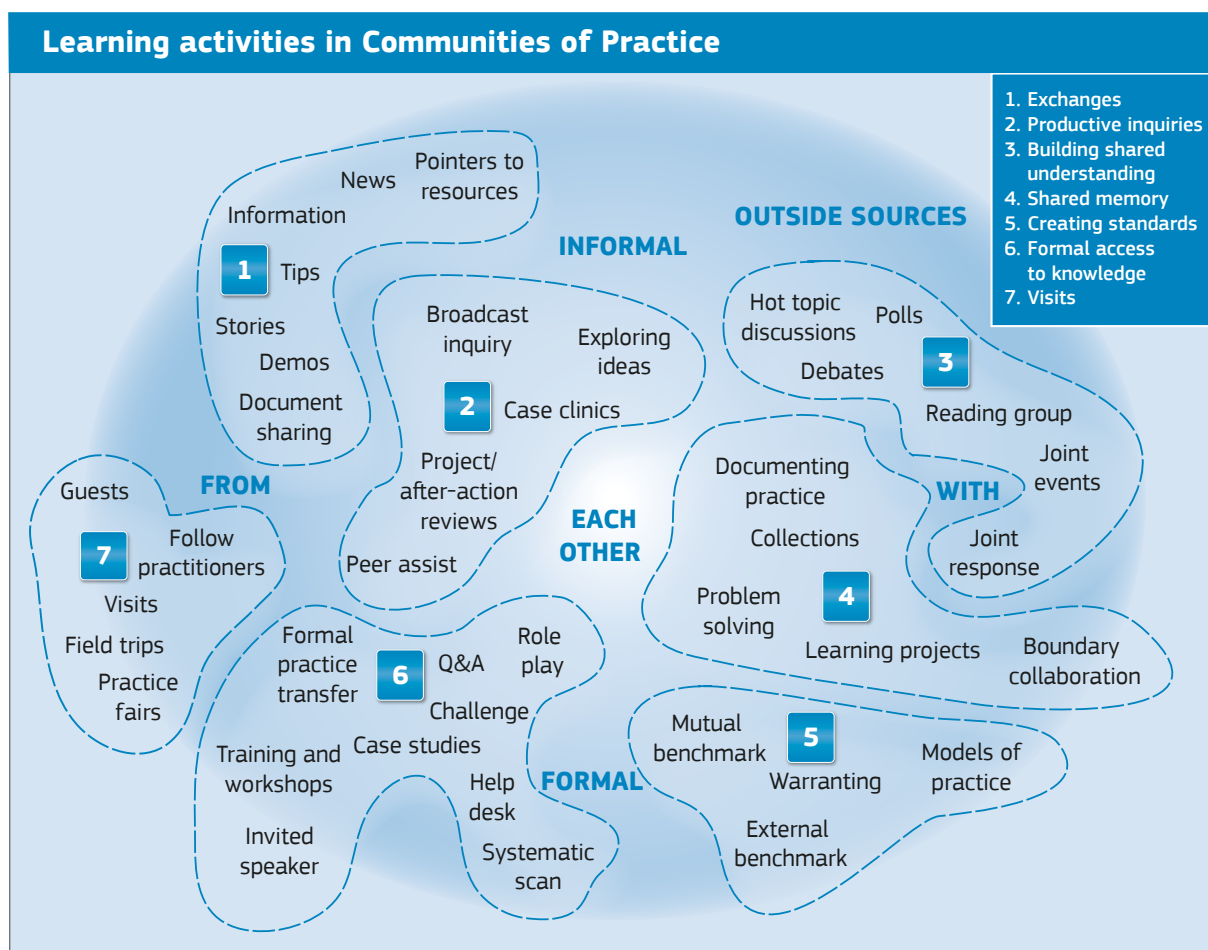 Learning activities in Communities of Practice
1. Exchanges
2. Productive inquiries
3. Building shared
understanding
4. Shared memory
5. Creating standards
6. Formal access
to knowledge
7. Visits
News
Pointers to
resources
Information
1
Tips
Stories
Demos
Document
sharing
INFORMAL
OUTSIDE SOURCES
Broadcast
inquiry
Exploring
ideas
2
Case clinics
Project/
after-action
reviews
Peer assist
Hot topic
discussions
Polls
3
Debates
Reading group
Joint
events
Joint
response
WITH
FROM
EACH
OTHER
Guests
7
Follow
practitioners
Visits
Field trips
Practice
fairs
Documenting
practice
Collections
4
Problem
solving
Learning projects
Boundary
collaboration
Formal
practice
transfer
6
Q&A
Role
play
Challenge
Case studies
Training and
workshops
Help
desk
Invited
speaker
Systematic
scan
FORMAL
Mutual
benchmark
5
Warranting
Models of
practice
External
benchmark